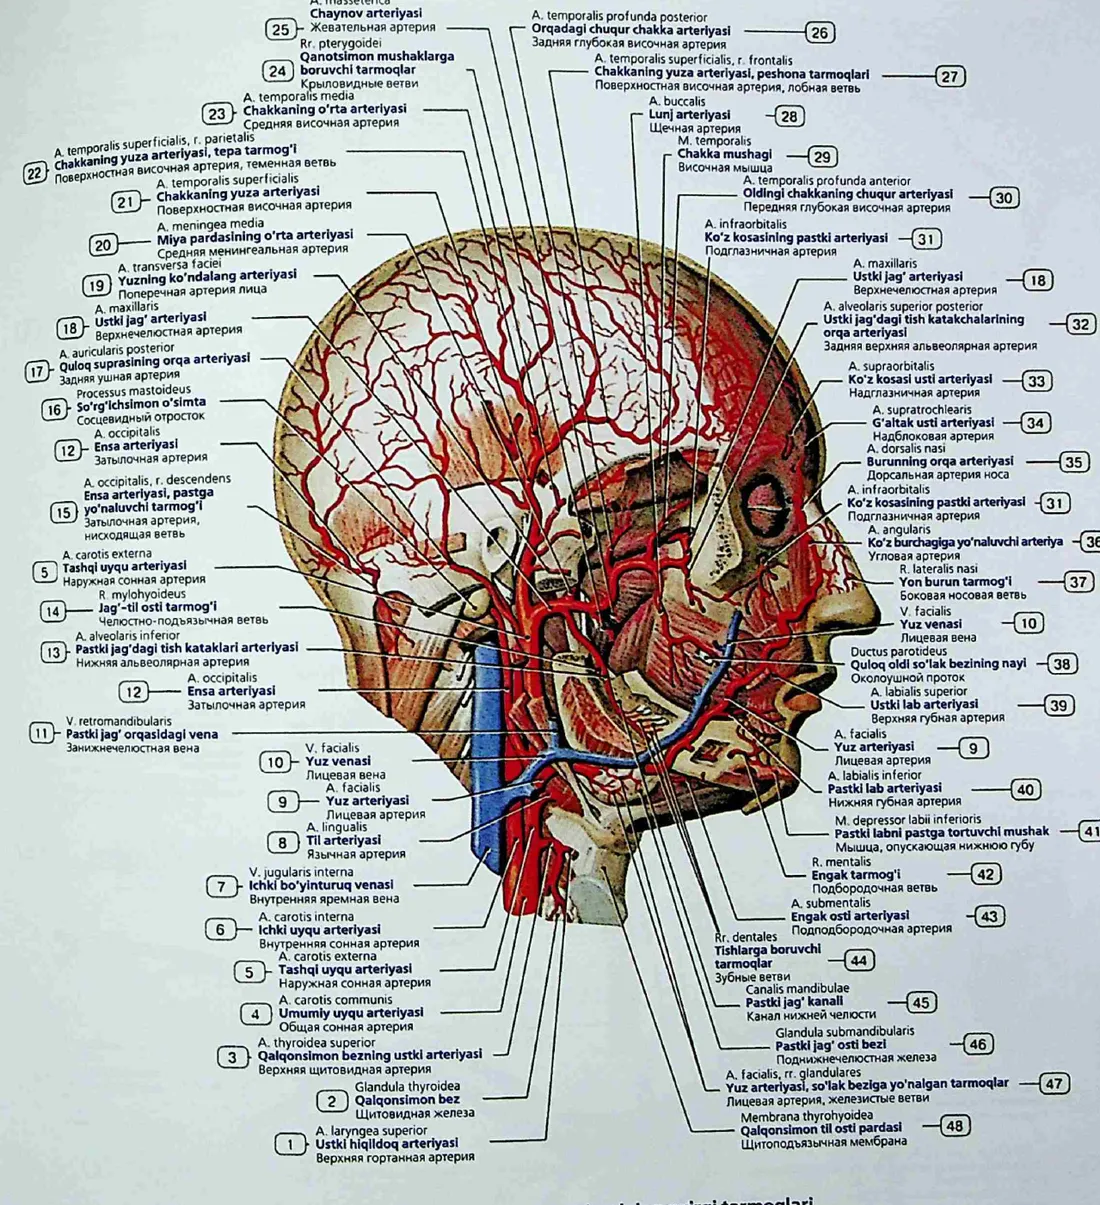 A. masseterica
Chaynov arteriyasi
25
Жевательная артерия
Rr. pterygoidei
Qanotsimon mushaklarga
24
boruvchi tarmoqlar
Крыловидные ветви
A. temporalis media
23
Chakkaning o'rta arteriyasi
Средняя височная артерия
A. temporalis superficialis, r. parietalis
22
Chakkaning yuza arteriyasi, tepa tarmog'i
Поверхностная височная артерия, теменная ветвь
A. temporalis superficialis
21
Chakkaning yuza arteriyasi
Поверхностная височная артерия
A. meningea media
20
Miya pardasining o'rta arteriyasi
Средняя менингеальная артерия
A. transversa faciei
19
Yuzning ko'ndalang arteriyasi
Поперечная артерия лица
A. maxillaris
18
Ustki jag' arteriyasi
Верхнечелюстная артерия
A. auricularis posterior
17
Quloq suprasining orqa arteriyasi
Задняя ушная артерия
Processus mastoideus
16
So'rg'ichsimon o'simta
Сосцевидный отросток
A. occipitalis
12
Ensa arteriyasi
Затылочная артерия
A. occipitalis, r. descendens
Ensa arteriyasi, pastga
15
yo'naluvchi tarmog'i
Затылочная артерия,
нисходящая ветвь
A. carotis externa
5
Tashqi uyqu arteriyasi
Наружная сонная артерия
R. mylohyoideus
14
Jag'-til osti tarmog'i
Челюстно-подъязычная ветвь
A. alveolaris inferior
13
Pastki jag'dagi tish kataklari arteriyasi
Нижняя альвеолярная артерия
A. occipitalis
12
Ensa arteriyasi
Затылочная артерия
V. retromandibularis
11
Pastki jag' orqasidagi vena
Занижнечелюстная вена
V. facialis
10
Yuz venasi
Лицевая вена
A. facialis
9
Yuz arteriyasi
Лицевая артерия
A. lingualis
8
Til arteriyasi
Язычная артерия
V. jugularis interna
7
Ichki bo'yinturuq venasi
Внутренняя яремная вена
A. carotis interna
6
Ichki uyqu arteriyasi
Внутренняя сонная артерия
A. carotis externa
5
Tashqi uyqu arteriyasi
Наружная сонная артерия
A. carotis communis
4
Umumiy uyqu arteriyasi
Общая сонная артерия
A. thyroidea superior
3
Qalqonsimon bezning ustki arteriyasi
Верхняя щитовидная артерия
Glandula thyroidea
2
Qalqonsimon bez
Щитовидная железа
A. laryngea superior
1
Ustki hiqildoq arteriyasi
Верхняя гортанная артерия
A. temporalis profunda posterior
Orqadagi chuqur chakka arteriyasi
26
Задняя глубокая височная артерия
A. temporalis superficialis, r. frontalis
Chakkaning yuza arteriyasi, peshona tarmoqlari
27
Поверхностная височная артерия, лобная ветвь
A. buccalis
Lunj arteriyasi
28
Щечная артерия
M. temporalis
Chakka mushagi
29
Височная мышца
A. temporalis profunda anterior
Oldingi chakkaning chuqur arteriyasi
30
Передняя глубокая височная артерия
A. infraorbitalis
Ko'z kosasining pastki arteriyasi
31
Подглазничная артерия
A. maxillaris
Ustki jag' arteriyasi
18
Верхнечелюстная артерия
A. alveolaris superior posterior
Ustki jag'dagi tish katakchalarining
32
orqa arteriyasi
Задняя верхняя альвеолярная артерия
A. supraorbitalis
Ko'z kosasi usti arteriyasi
33
Надглазничная артерия
A. supratrochlearis
G'altak usti arteriyasi
34
Надблоковая артерия
A. dorsalis nasi
Burunning orqa arteriyasi
35
Дорсальная артерия носа
A. infraorbitalis
Ko'z kosasining pastki arteriyasi
31
Подглазничная артерия
A. angularis
Ko'z burchagiga yo'naluvchi arteriya
36
Угловая артерия
R. lateralis nasi
Yon burun tarmog'i
37
Боковая носовая ветвь
V. facialis
Yuz venasi
10
Лицевая вена
Ductus parotideus
Quloq oldi so'lak bezining nayi
38
Околоушной проток
A. labialis superior
Ustki lab arteriyasi
39
Верхняя губная артерия
A. facialis
Yuz arteriyasi
9
Лицевая артерия
A. labialis inferior
Pastki lab arteriyasi
40
Нижняя губная артерия
M. depressor labii inferioris
Pastki labni pastga tortuvchi mushak
41
Мышца, опускающая нижнюю губу
R. mentalis
Engak tarmog'i
42
Подбородочная ветвь
A. submentalis
Engak osti arteriyasi
43
Подподбородочная артерия
Rr. dentales
Tishlarga boruvchi
tarmoqlar
44
Зубные ветви
Canalis mandibulae
Pastki jag' kanali
45
Канал нижней челюсти
Glandula submandibularis
Pastki jag' osti bezi
46
Поднижнечелюстная железа
A. facialis, rr. glandulares
Yuz arteriyasi, so'lak beziga yo'nalgan tarmoqlar
47
Лицевая артерия, железистые ветви
Membrana thyrohyoidea
Qalqonsimon til osti pardasi
48
Щитоподъязычная мембрана
tarmoqlari